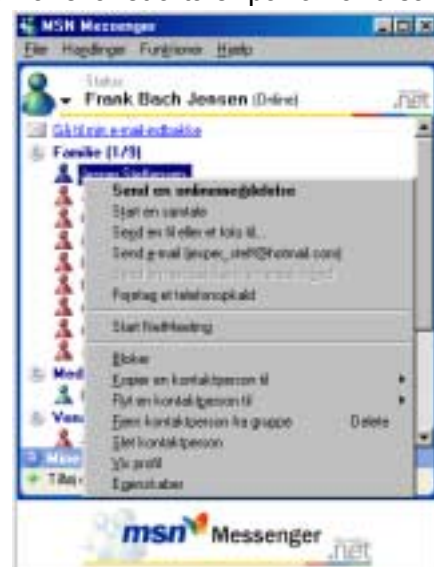 MSN Messenger
Filer Handlinger Funktioner Hjælp
Status
Frank Bach Jensen (Online)
.net
Gå til min e-mail-indbakke
Familie (1/9)
Send en onlinemeddelelse
Start en samtale
Send en fil eller et foto til...
Send e-mail (jesper_steff@hotmail.com)
Foretag et telefonopkald
Start NetMeeting
Bloker
Kopier en kontaktperson til
Flyt en kontaktperson til
Fjern kontaktperson fra gruppe Delete
Slet kontaktperson
Vis profil
Egenskaber
msn Messenger
.net